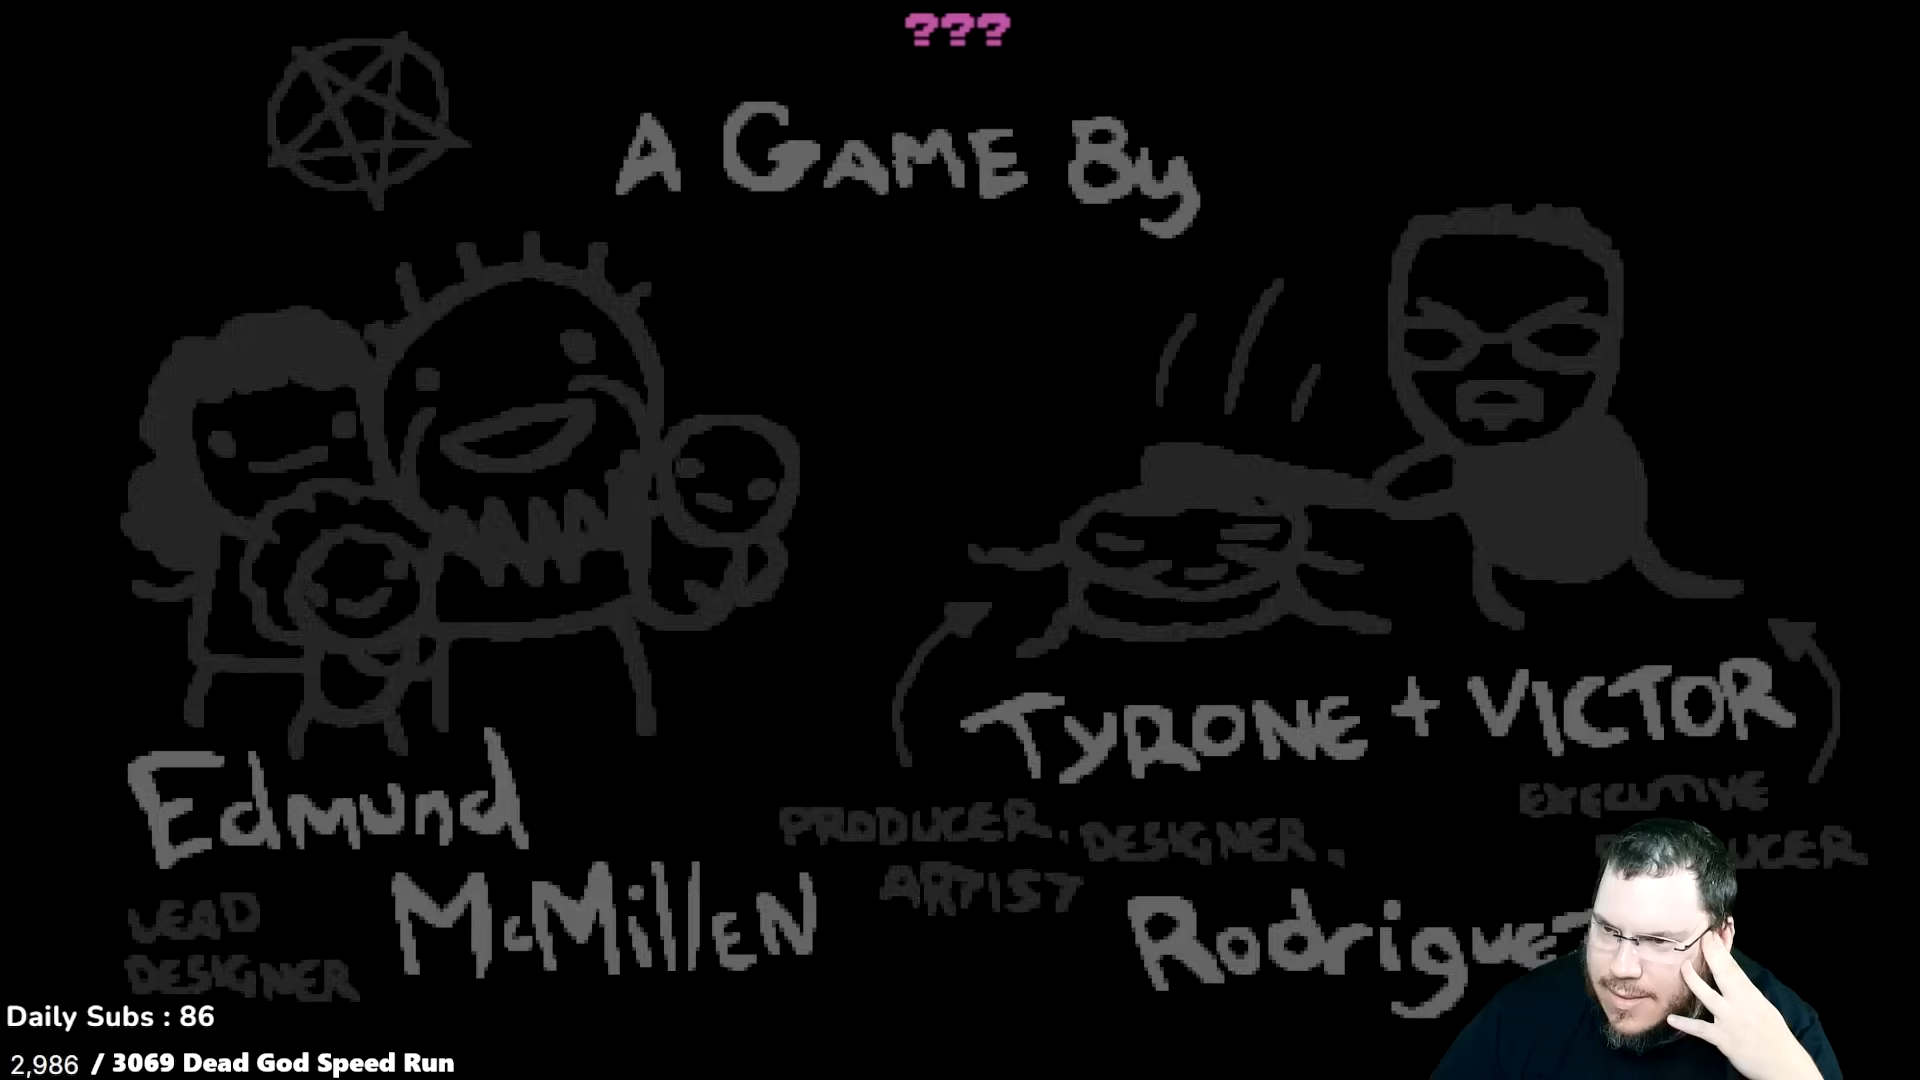 ???
A GAME By
TYRONE + VICTOR
Edmund
McMillEN
LEAD
DESIGNER
PRODUCER, DESIGNER,
ARTIST
EXECUTIVE
Daily Subs : 86
2,986 / 3069 Dead God Speed Run